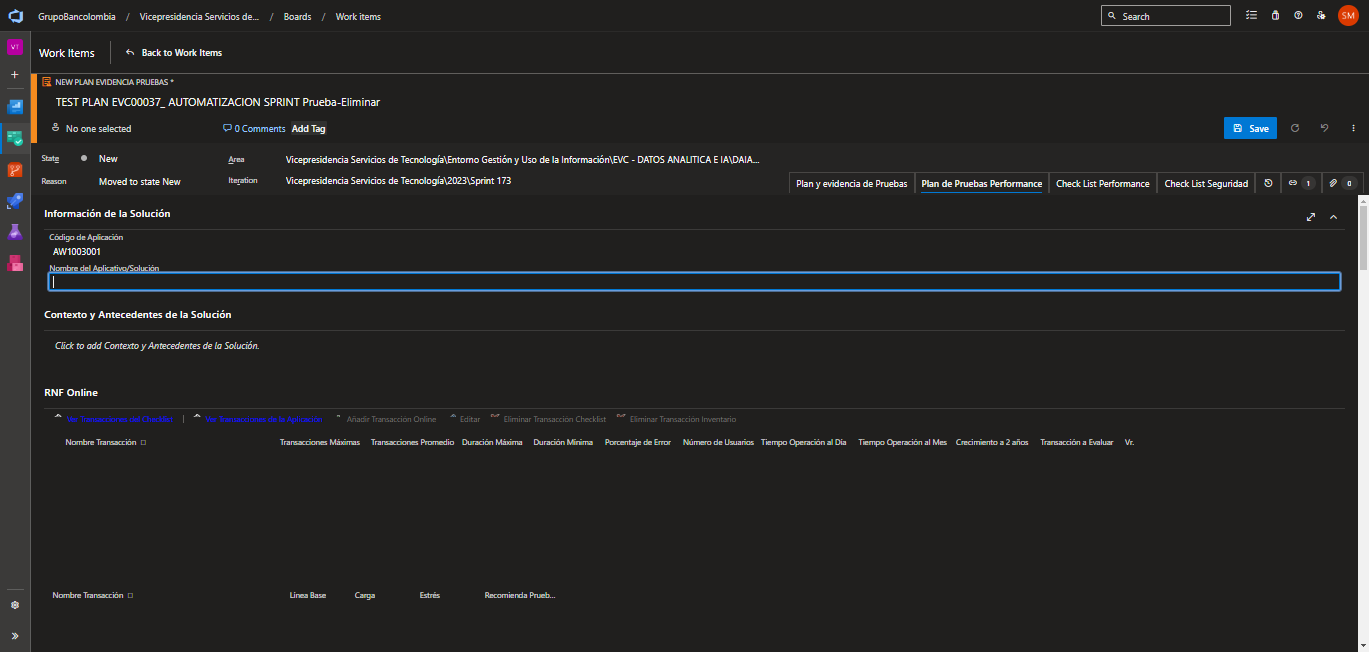 GrupoBancolombia / Vicepresidencia Servicios de... / Boards / Work items
Search
SM
VT
Work Items
Back to Work Items
NEW PLAN EVIDENCIA PRUEBAS *
TEST PLAN EVC00037_ AUTOMATIZACION SPRINT Prueba-Eliminar
No one selected
0 Comments
Add Tag
Save
State
New
Area
Vicepresidencia Servicios de Tecnología\Entorno Gestión y Uso de la Información\EVC - DATOS ANALITICA E IA\DAIA...
Reason
Moved to state New
Iteration
Vicepresidencia Servicios de Tecnología\2023\Sprint 173
Plan y evidencia de Pruebas
Plan de Pruebas Performance
Check List Performance
Check List Seguridad
1
0
Información de la Solución
Código de Aplicación
AW1003001
Nombre del Aplicativo/Solución
Contexto y Antecedentes de la Solución
Click to add Contexto y Antecedentes de la Solución.
RNF Online
Ver Transacciones del Checklist | Ver Transacciones de la Aplicación Añadir Transacción Online Editar Eliminar Transacción Checklist Eliminar Transacción Inventario
Nombre Transacción Transacciones Máximas Transacciones Promedio Duración Máxima Duración Mínima Porcentaje de Error Número de Usuarios Tiempo Operación al Día Tiempo Operación al Mes Crecimiento a 2 años Transacción a Evaluar Vr.
Nombre Transacción Línea Base Carga Estrés Recomienda Prueb...